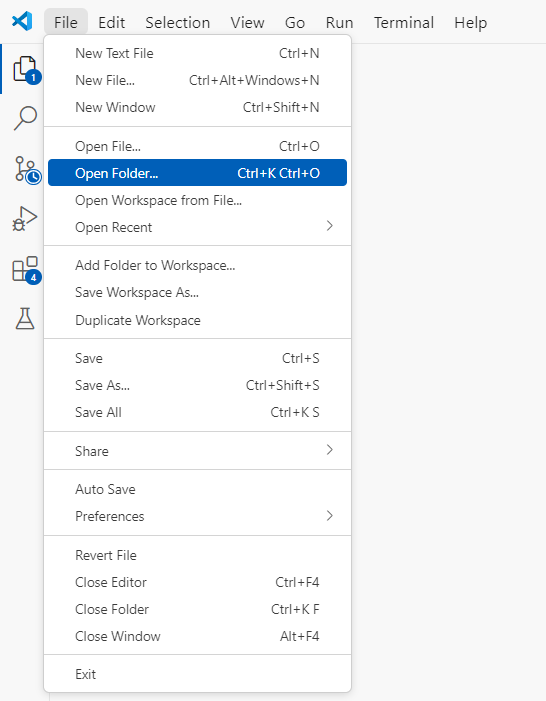 File Edit Selection View Go Run Terminal Help
New Text File Ctrl+N
New File... Ctrl+Alt+Windows+N
New Window Ctrl+Shift+N
Open File... Ctrl+O
Open Folder... Ctrl+K Ctrl+O
Open Workspace from File...
Open Recent
Add Folder to Workspace...
Save Workspace As...
Duplicate Workspace
Save Ctrl+S
Save As... Ctrl+Shift+S
Save All Ctrl+K S
Share
Auto Save
Preferences
Revert File
Close Editor Ctrl+F4
Close Folder Ctrl+K F
Close Window Alt+F4
Exit
1
4